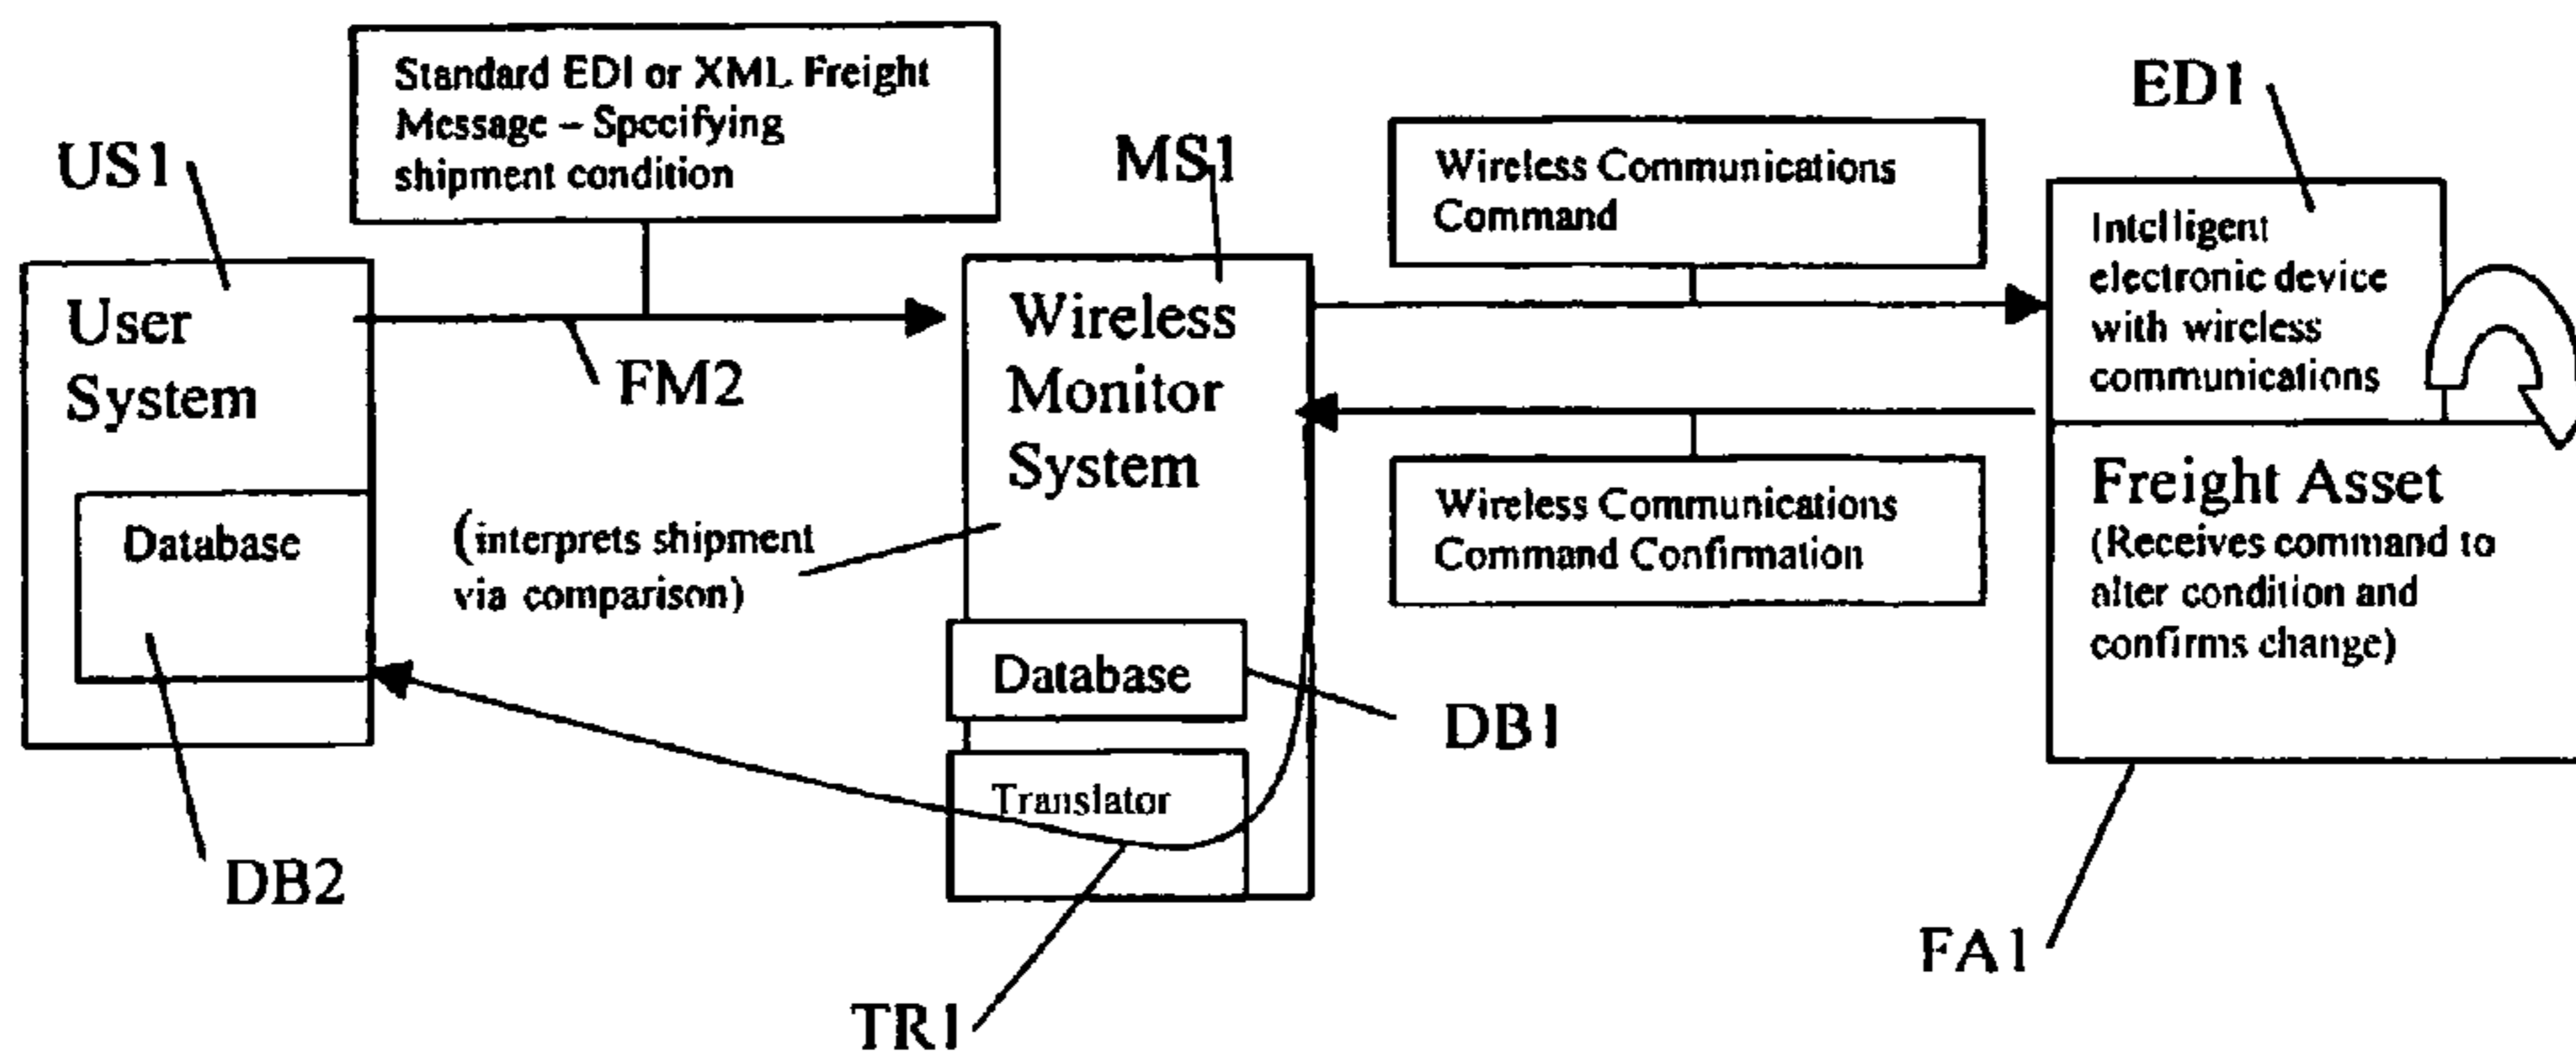 Standard EDI or XML Freight
Message – Specifying
shipment condition
US1
User
System
Database
DB2
FM2
(interprets shipment
via comparison)
MS1
Wireless
Monitor
System
Database
Translator
TR1
DB1
Wireless Communications
Command
Wireless Communications
Command Confirmation
ED1
Intelligent
electronic device
with wireless
communications
Freight Asset
(Receives command to
alter condition and
confirms change)
FA1